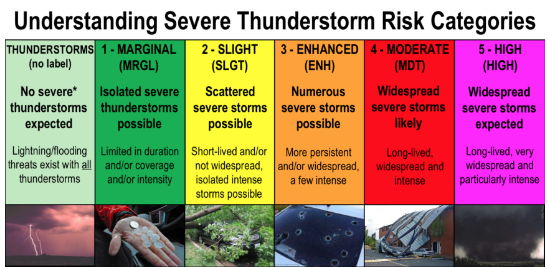 Understanding Severe Thunderstorm Risk Categories
THUNDERSTORMS
(no label)
No severe*
thunderstorms
expected
Lightning/flooding
threats exist with all
thunderstorms
1 - MARGINAL
(MRGL)
Isolated severe
thunderstorms
possible
Limited in duration
and/or coverage
and/or intensity
2 - SLIGHT
(SLGT)
Scattered
severe storms
possible
Short-lived and/or
not widespread,
isolated intense
storms possible
3 - ENHANCED
(ENH)
Numerous
severe storms
possible
More persistent
and/or widespread,
a few intense
4 - MODERATE
(MDT)
Widespread
severe storms
likely
Long-lived,
widespread and
intense
5 - HIGH
(HIGH)
Widespread
severe storms
expected
Long-lived, very
widespread and
particularly intense